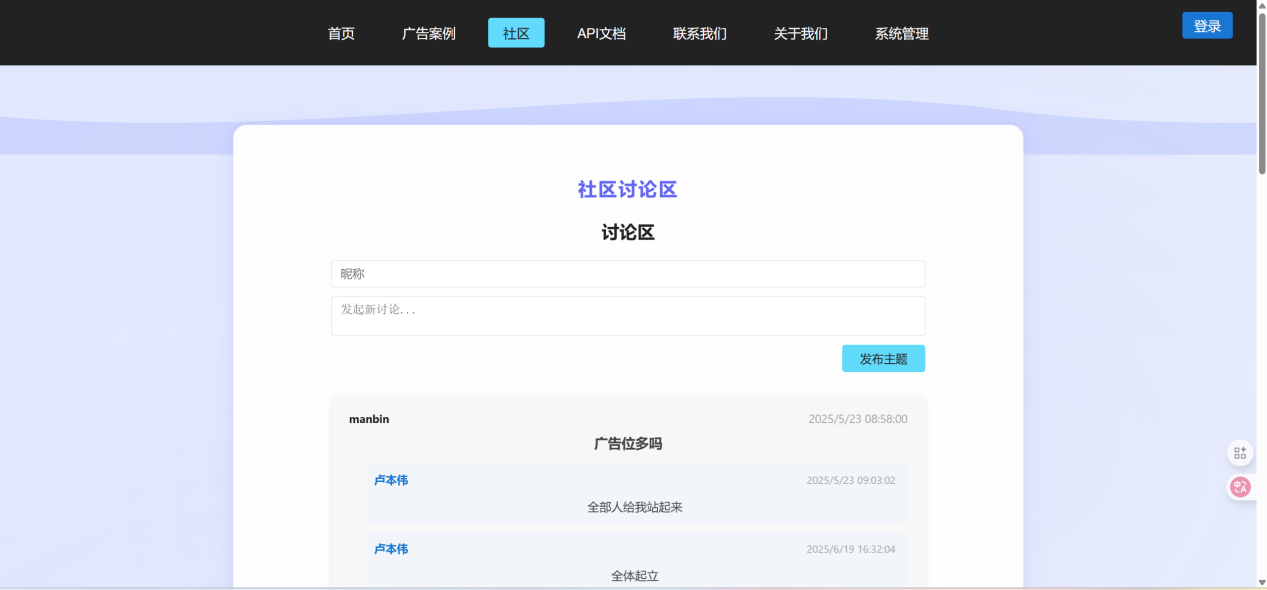 首页 广告案例 社区 API文档 联系我们 关于我们 系统管理 登录
社区讨论区
讨论区
昵称
发起新讨论...
发布主题
manbin 2025/5/23 08:58:00
广告位多吗
卢本伟 2025/5/23 09:03:02
全部人给我站起来
卢本伟 2025/6/19 16:32:04
全体起立